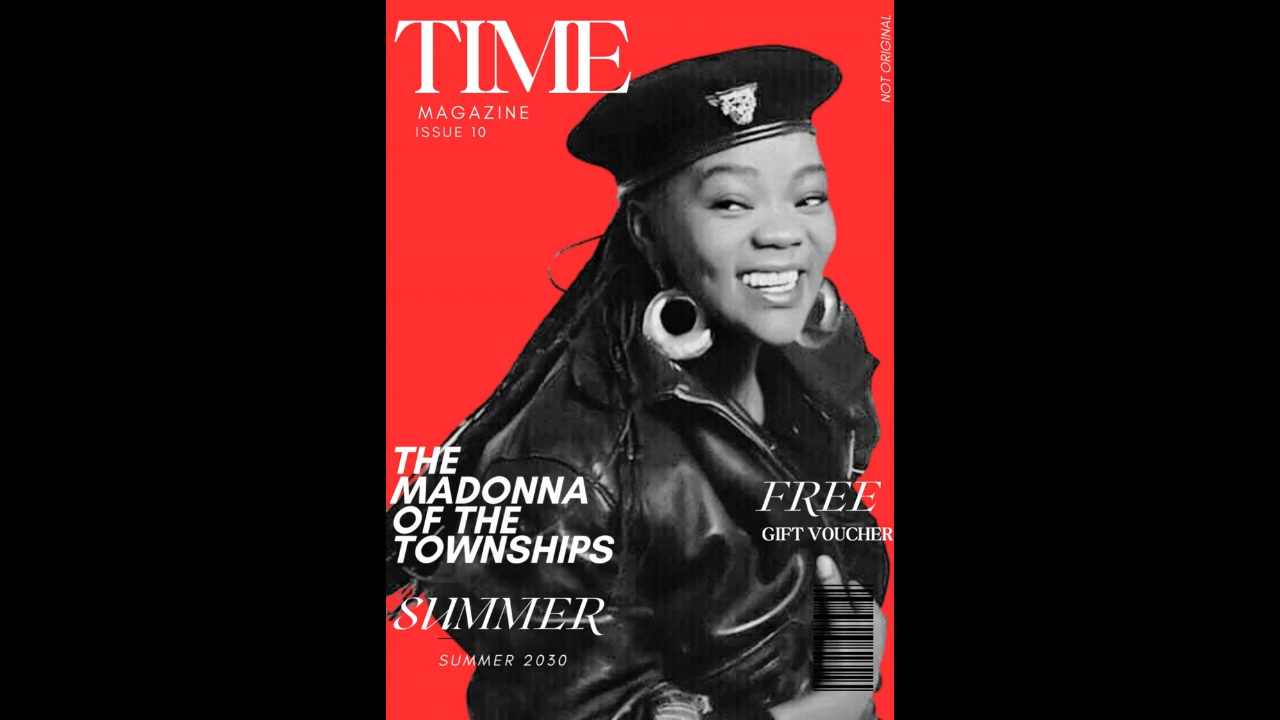 TIME
MAGAZINE
ISSUE 10
NOT ORIGINAL
THE
MADONNA
OF THE
TOWNSHIPS
FREE
GIFT VOUCHER
SUMMER
SUMMER 2030